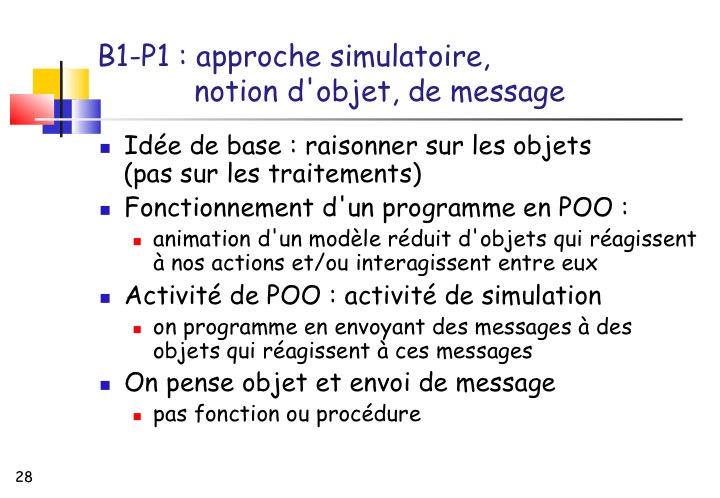 B1-P1 : approche simulatoire,
notion d'objet, de message
Idée de base : raisonner sur les objets
(pas sur les traitements)
Fonctionnement d'un programme en POO :
animation d'un modèle réduit d'objets qui réagissent
à nos actions et/ou interagissent entre eux
Activité de POO : activité de simulation
on programme en envoyant des messages à des
objets qui réagissent à ces messages
On pense objet et envoi de message
pas fonction ou procédure
28